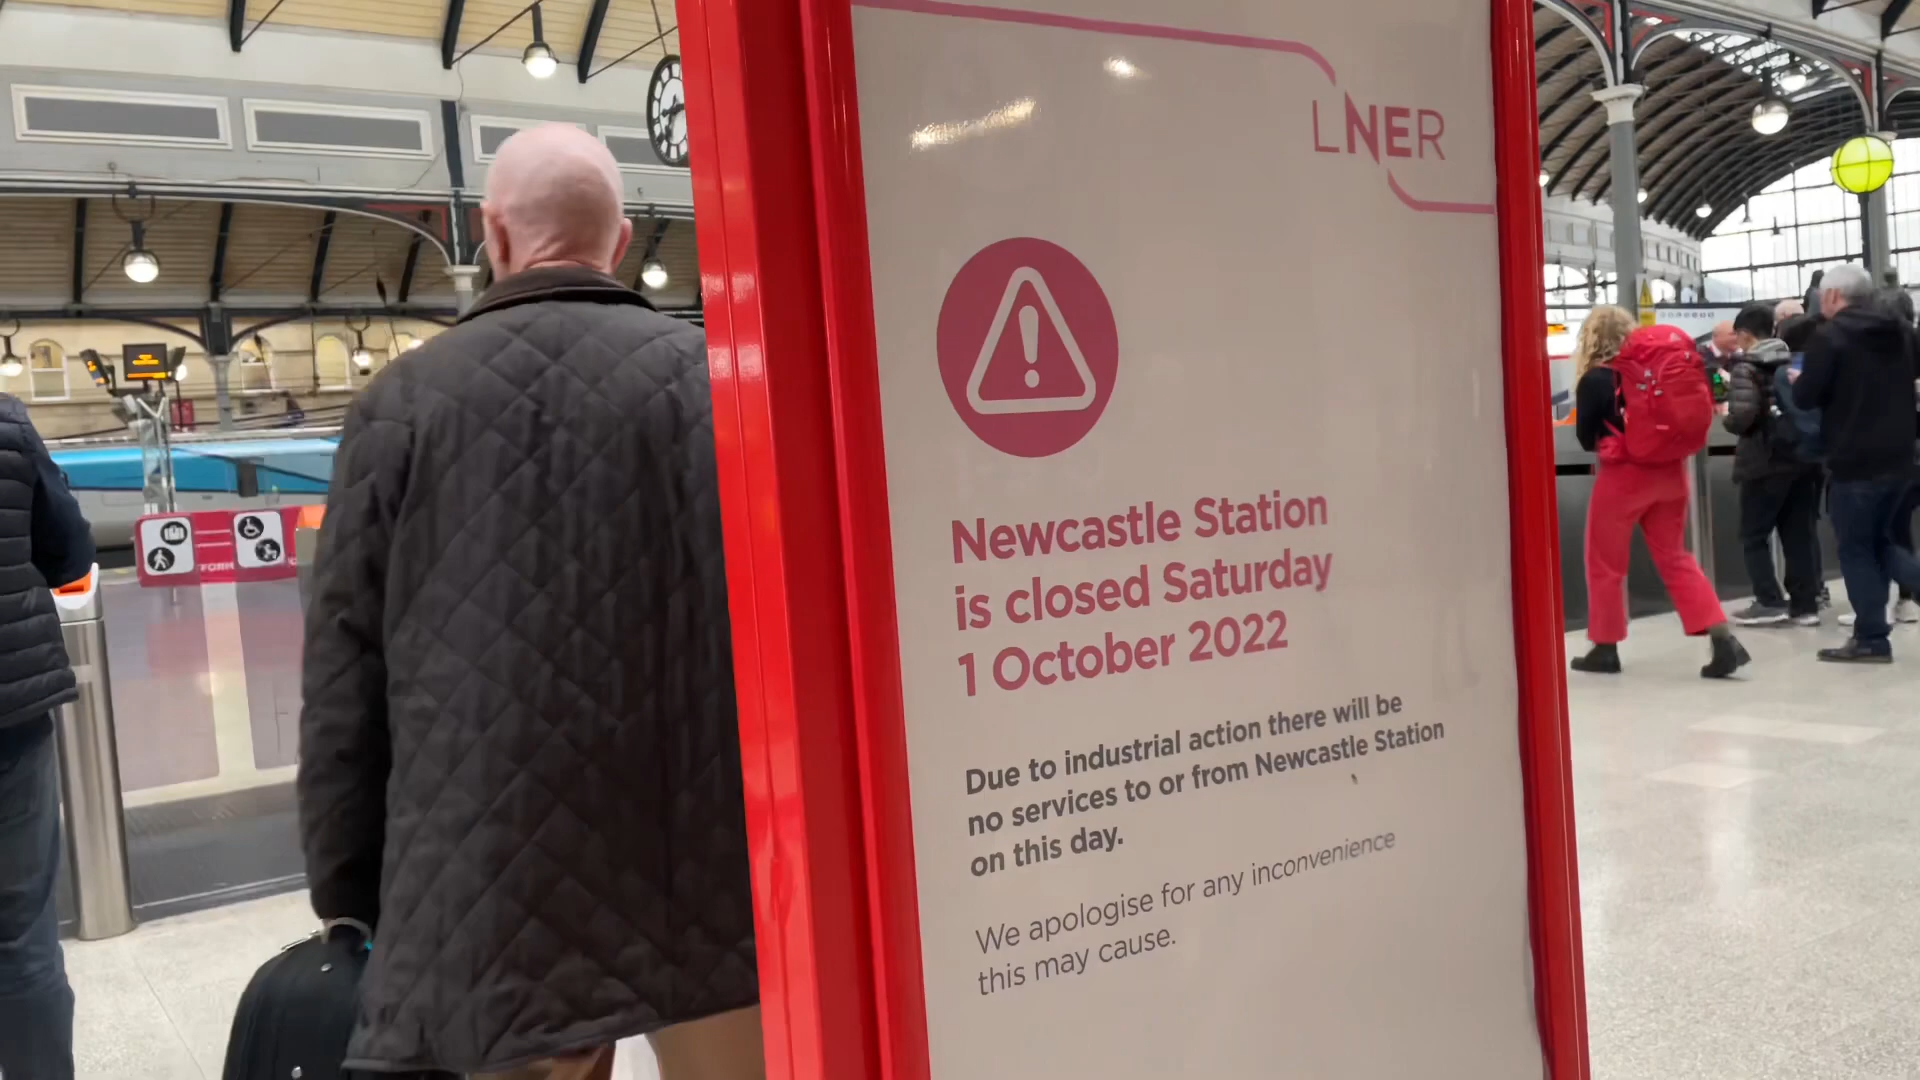 LNER
Newcastle Station
is closed Saturday
1 October 2022
Due to industrial action there will be
no services to or from Newcastle Station
on this day.
We apologise for any inconvenience
this may cause.